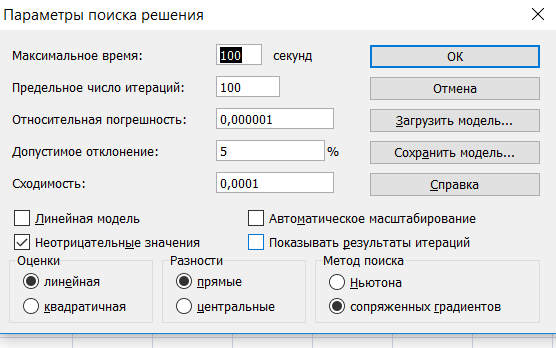 Параметры поиска решения
Максимальное время: 100 секунд OK
Предельное число итераций: 100 Отмена
Относительная погрешность: 0,000001 Загрузить модель...
Допустимое отклонение: 5 % Сохранить модель...
Сходимость: 0,0001 Справка
Линейная модель Автоматическое масштабирование
Неотрицательные значения Показывать результаты итераций
Оценки Разности Метод поиска
линейная прямые Ньютона
квадратичная центральные сопряженных градиентов